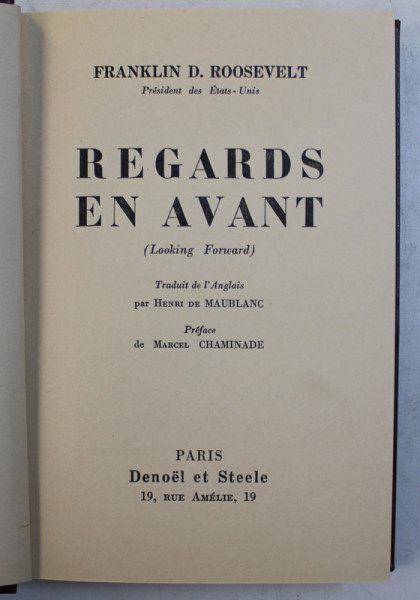 FRANKLIN D. ROOSEVELT
Président des États-Unis
REGARDS
EN AVANT
(Looking Forward)
Traduit de l'Anglais
par HENRI DE MAUBLANC
Préface
de MARCEL CHAMINADE
PARIS
Denoël et Steele
19, RUE AMÉLIE, 19